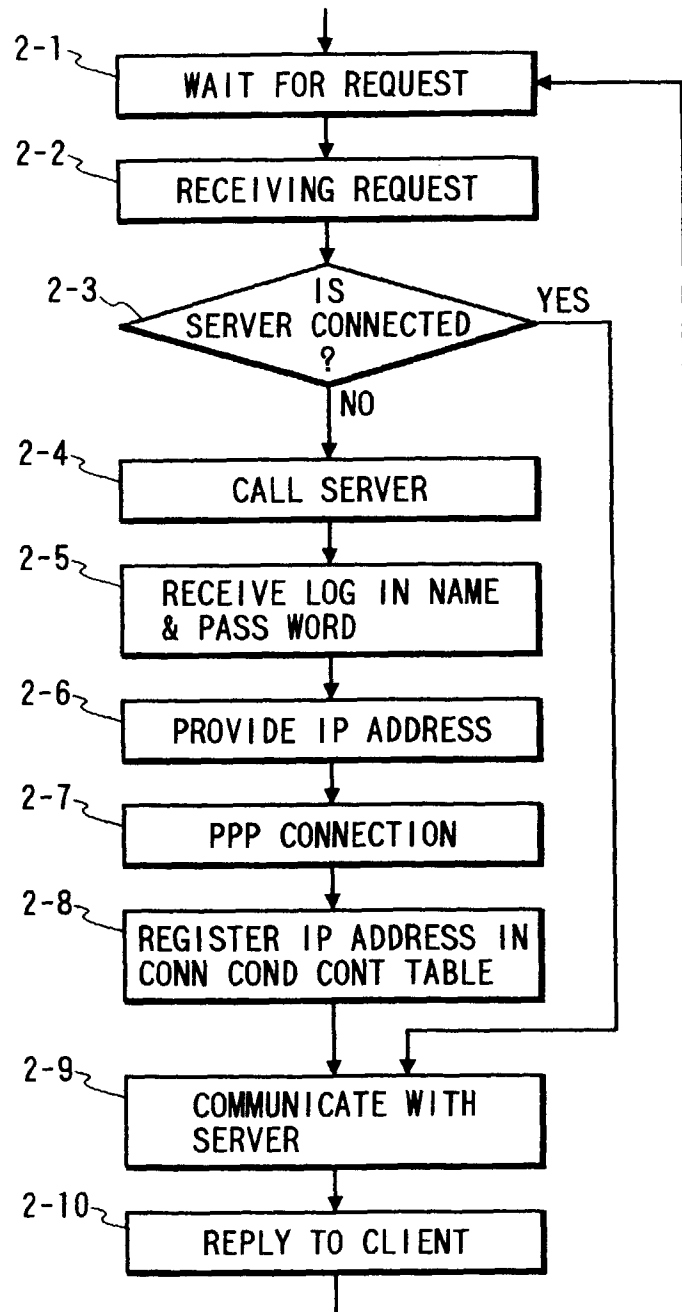 2-1
WAIT FOR REQUEST
2-2
RECEIVING REQUEST
2-3
IS
SERVER CONNECTED
?
YES
NO
2-4
CALL SERVER
2-5
RECEIVE LOG IN NAME
& PASS WORD
2-6
PROVIDE IP ADDRESS
2-7
PPP CONNECTION
2-8
REGISTER IP ADDRESS IN
CONN COND CONT TABLE
2-9
COMMUNICATE WITH
SERVER
2-10
REPLY TO CLIENT